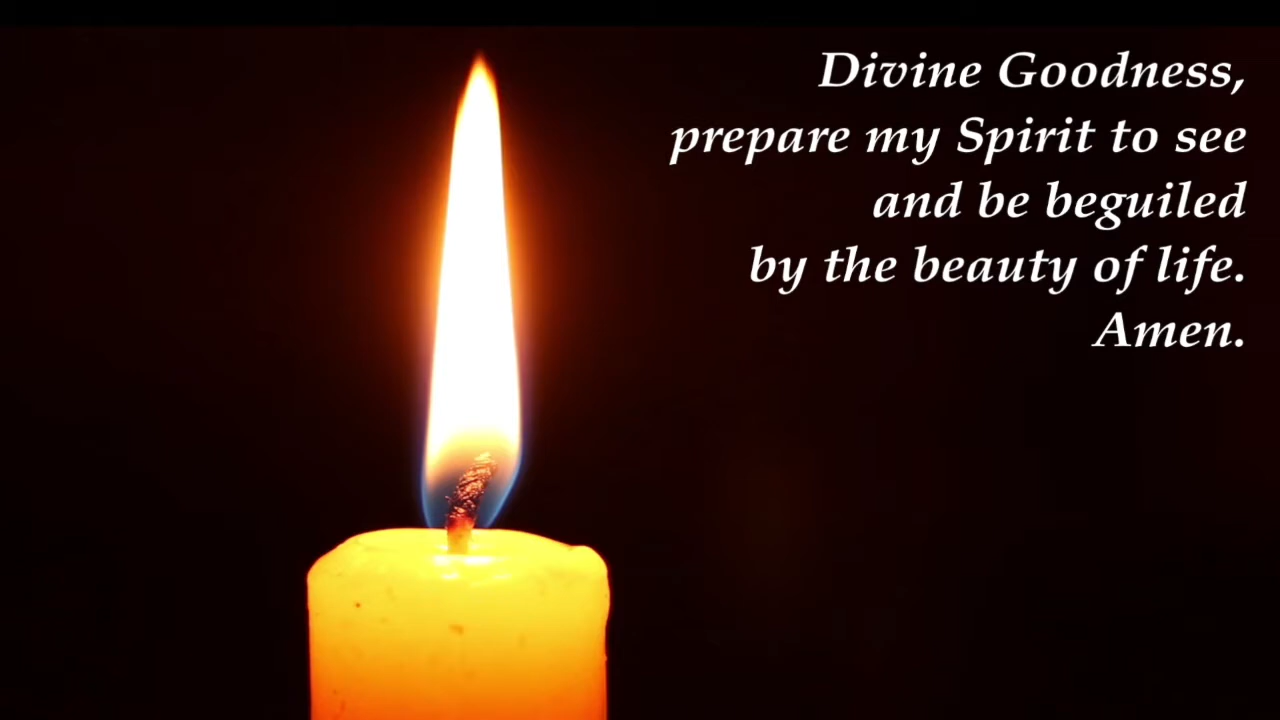 Divine Goodness,
prepare my Spirit to see
and be beguiled
by the beauty of life.
Amen.